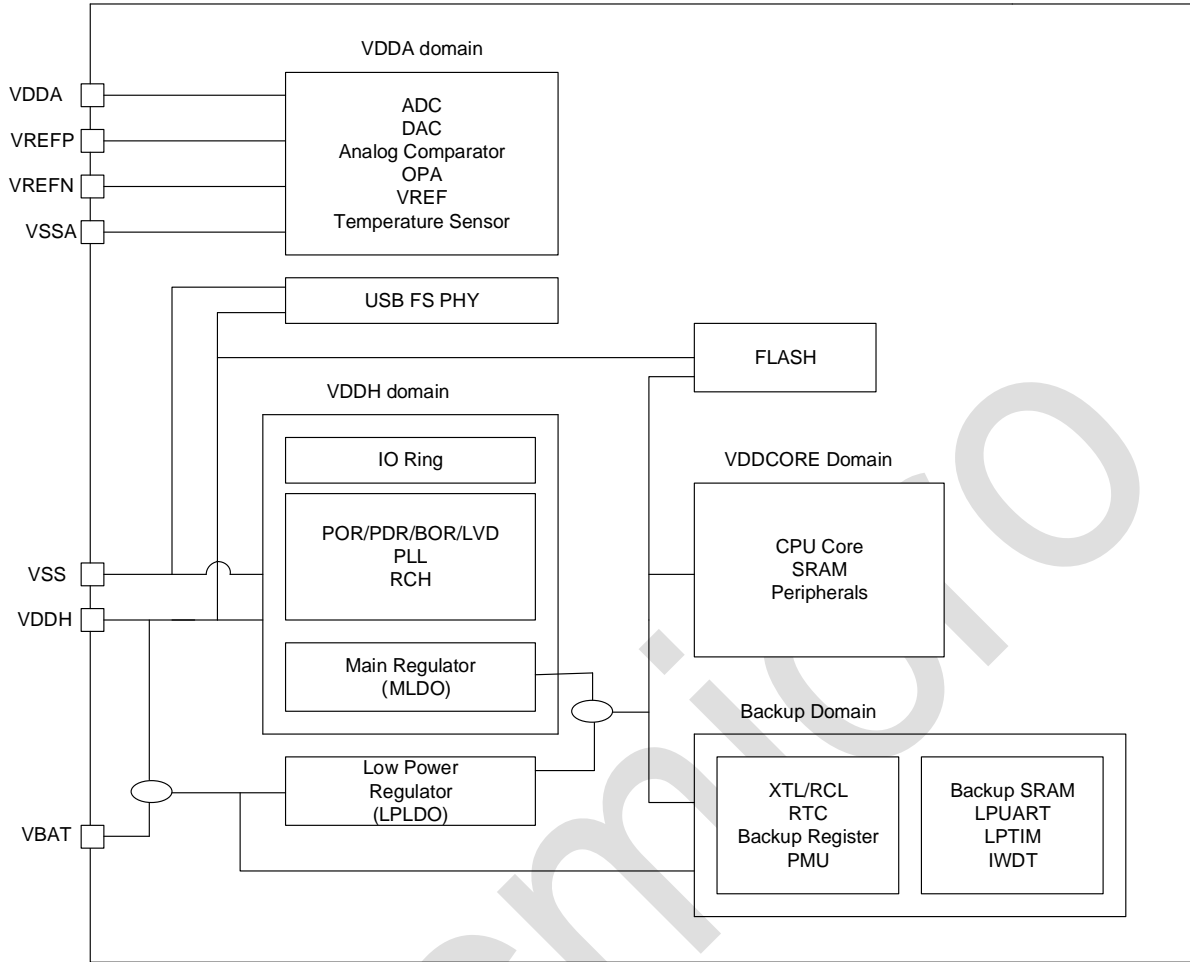 VDDA domain
VDDA
VREFP
VREFN
VSSA
ADC
DAC
Analog Comparator
OPA
VREF
Temperature Sensor
USB FS PHY
FLASH
VDDH domain
IO Ring
POR/PDR/BOR/LVD
PLL
RCH
VSS
VDDH
Main Regulator
(MLDO)
VDDCORE Domain
CPU Core
SRAM
Peripherals
Low Power
Regulator
(LPLDO)
VBAT
Backup Domain
XTL/RCL
RTC
Backup Register
PMU
Backup SRAM
LPUART
LPTIM
IWDT
smicro